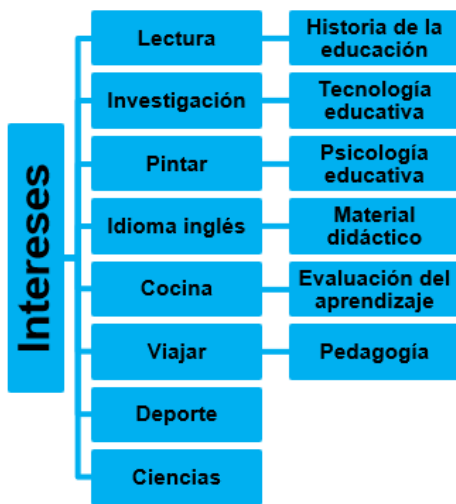 Intereses
Lectura
Historia de la
educación
Investigación
Tecnología
educativa
Pintar
Psicología
educativa
Idioma inglés
Material
didáctico
Cocina
Evaluación del
aprendizaje
Viajar
Pedagogía
Deporte
Ciencias